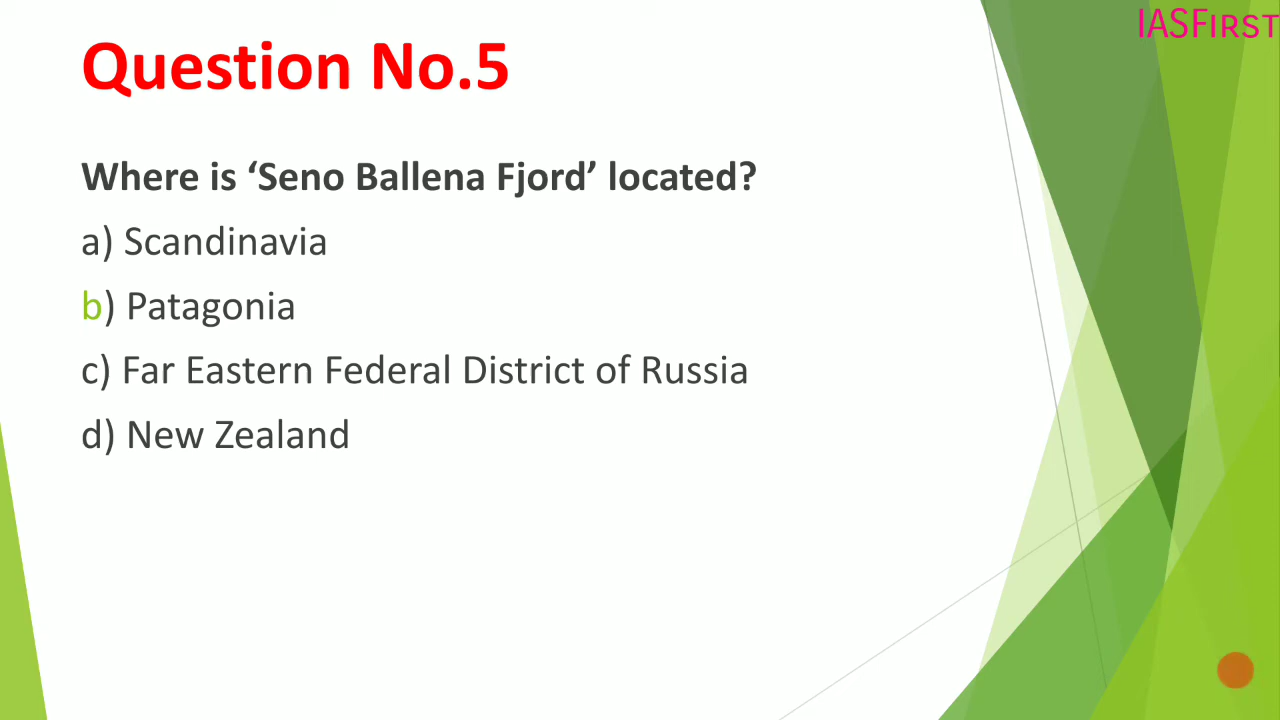 IASFIRST
Question No.5
Where is ‘Seno Ballena Fjord’ located?
a) Scandinavia
b) Patagonia
c) Far Eastern Federal District of Russia
d) New Zealand